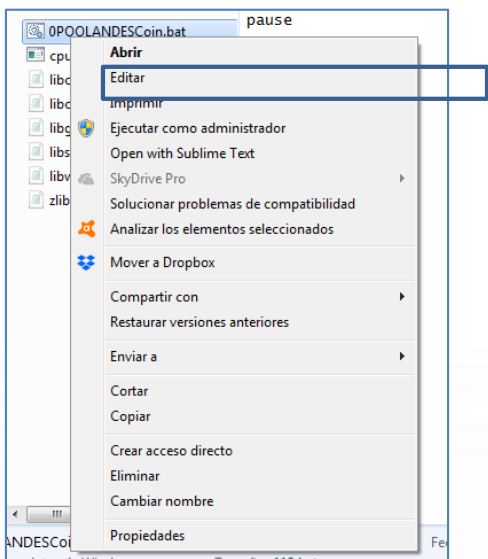 pause
0POOLANDESCoin.bat
cpu
libc
libc
libg
libs
libv
zlib
Abrir
Editar
Imprimir
Ejecutar como administrador
Open with Sublime Text
SkyDrive Pro
Solucionar problemas de compatibilidad
Analizar los elementos seleccionados
Mover a Dropbox
Compartir con
Restaurar versiones anteriores
Enviar a
Cortar
Copiar
Crear acceso directo
Eliminar
Cambiar nombre
Propiedades
ANDESCoi
Fe